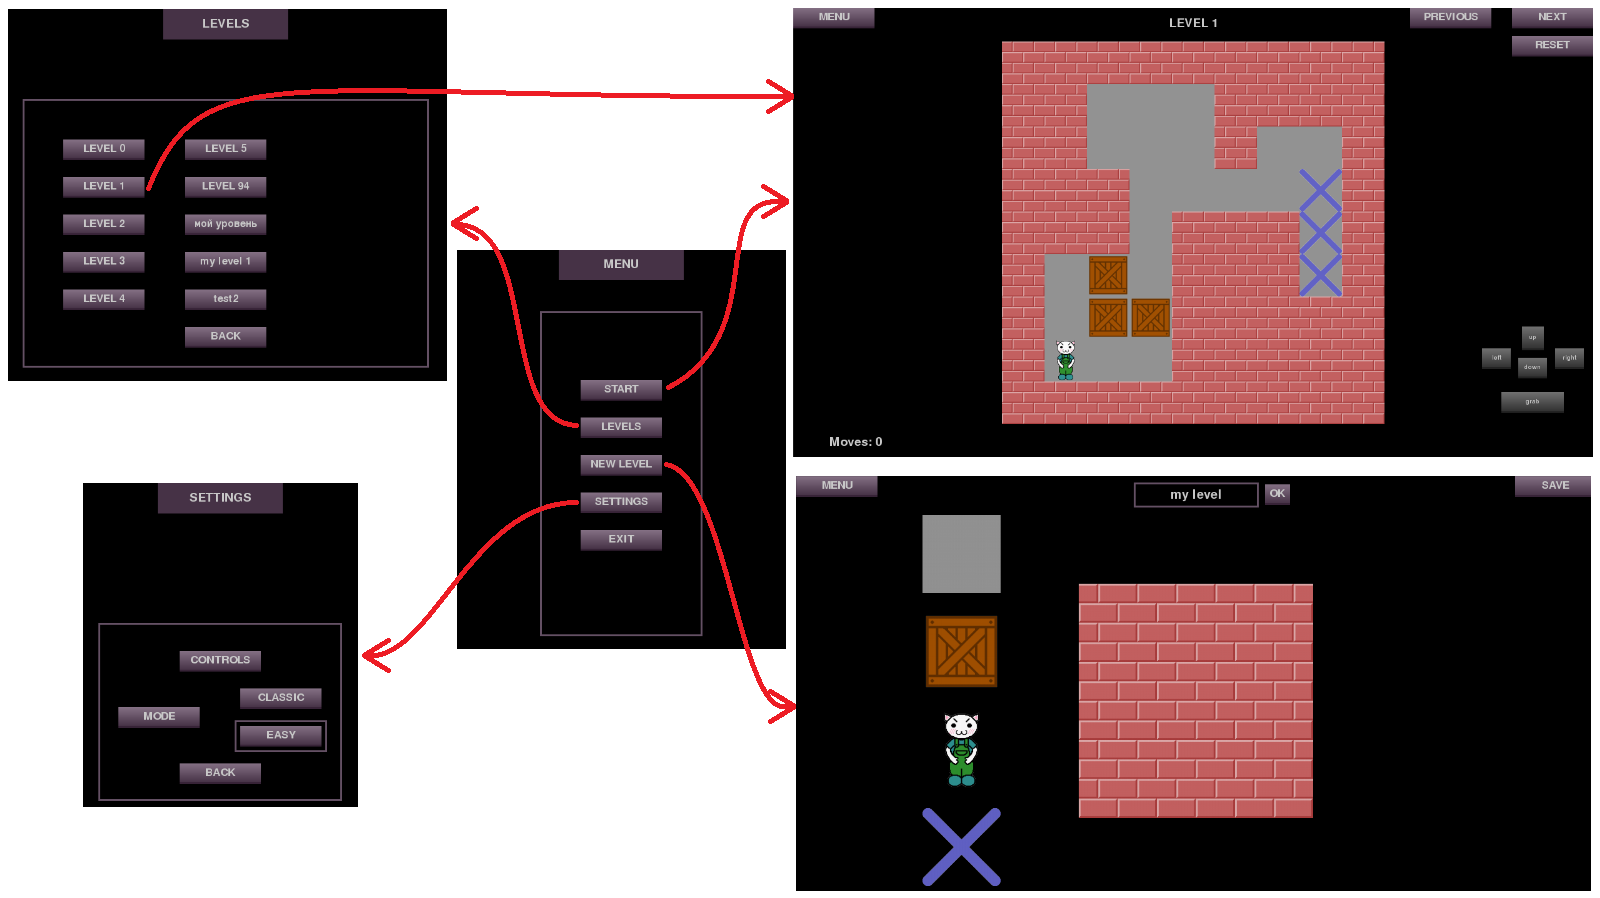 LEVELS
LEVEL 0
LEVEL 5
LEVEL 1
LEVEL 94
LEVEL 2
мой уровень
LEVEL 3
my level 1
LEVEL 4
test2
BACK
MENU
LEVEL 1
PREVIOUS
NEXT
RESET
up
left
right
down
grab
Moves: 0
MENU
START
LEVELS
NEW LEVEL
SETTINGS
EXIT
SETTINGS
CONTROLS
CLASSIC
MODE
EASY
BACK
MENU
my level
OK
SAVE